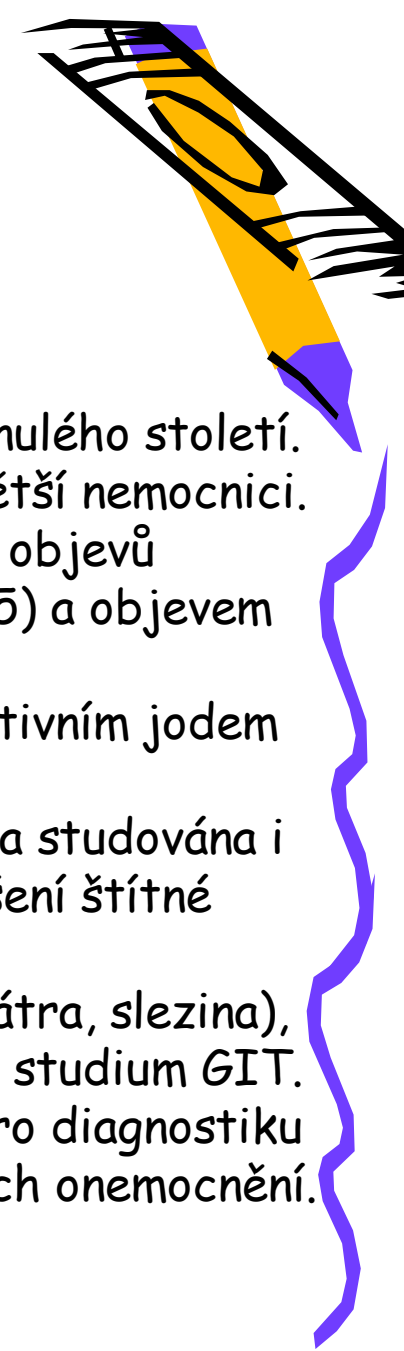 nulého století.
ětší nemocnici.
objevů
5) a objevem
tivním jodem
a studována i
šení štítné
átra, slezina),
studium GIT.
ro diagnostiku
ch onemocnění.